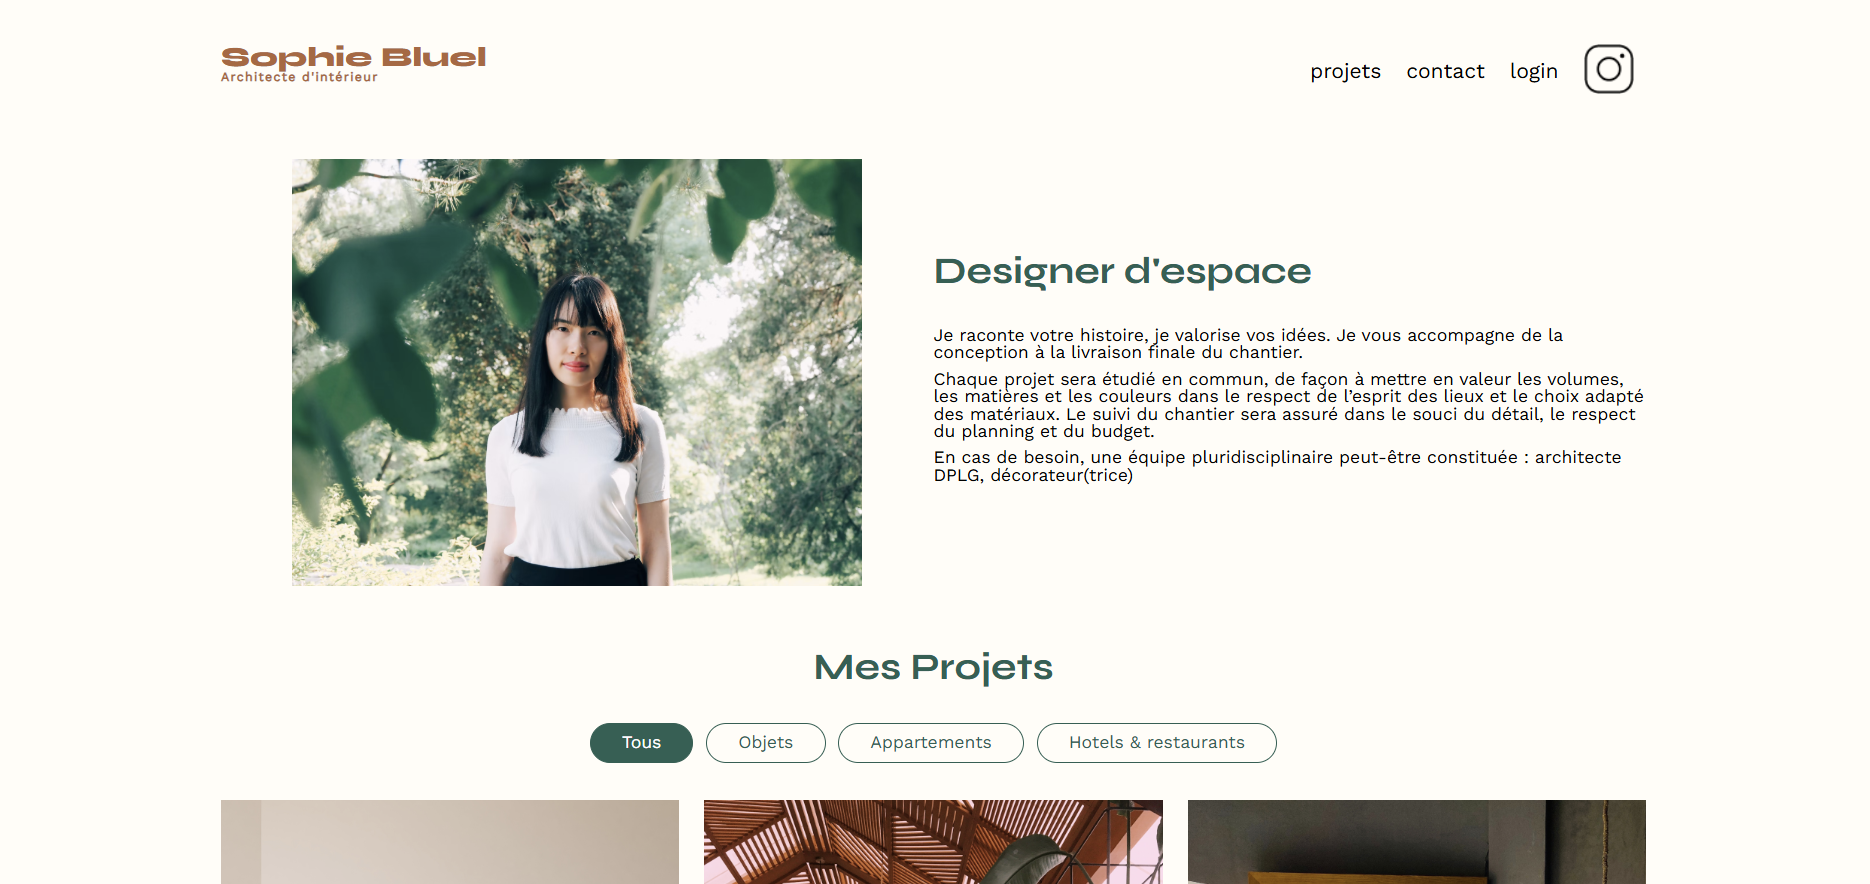 Sophie Bluel
Architecte d'intérieur
projets contact login
Designer d'espace
Je raconte votre histoire, je valorise vos idées. Je vous accompagne de la
conception à la livraison finale du chantier.
Chaque projet sera étudié en commun, de façon à mettre en valeur les volumes,
les matières et les couleurs dans le respect de l’esprit des lieux et le choix adapté
des matériaux. Le suivi du chantier sera assuré dans le souci du détail, le respect
du planning et du budget.
En cas de besoin, une équipe pluridisciplinaire peut-être constituée : architecte
DPLG, décorateur(trice)
Mes Projets
Tous Objets Appartements Hotels & restaurants